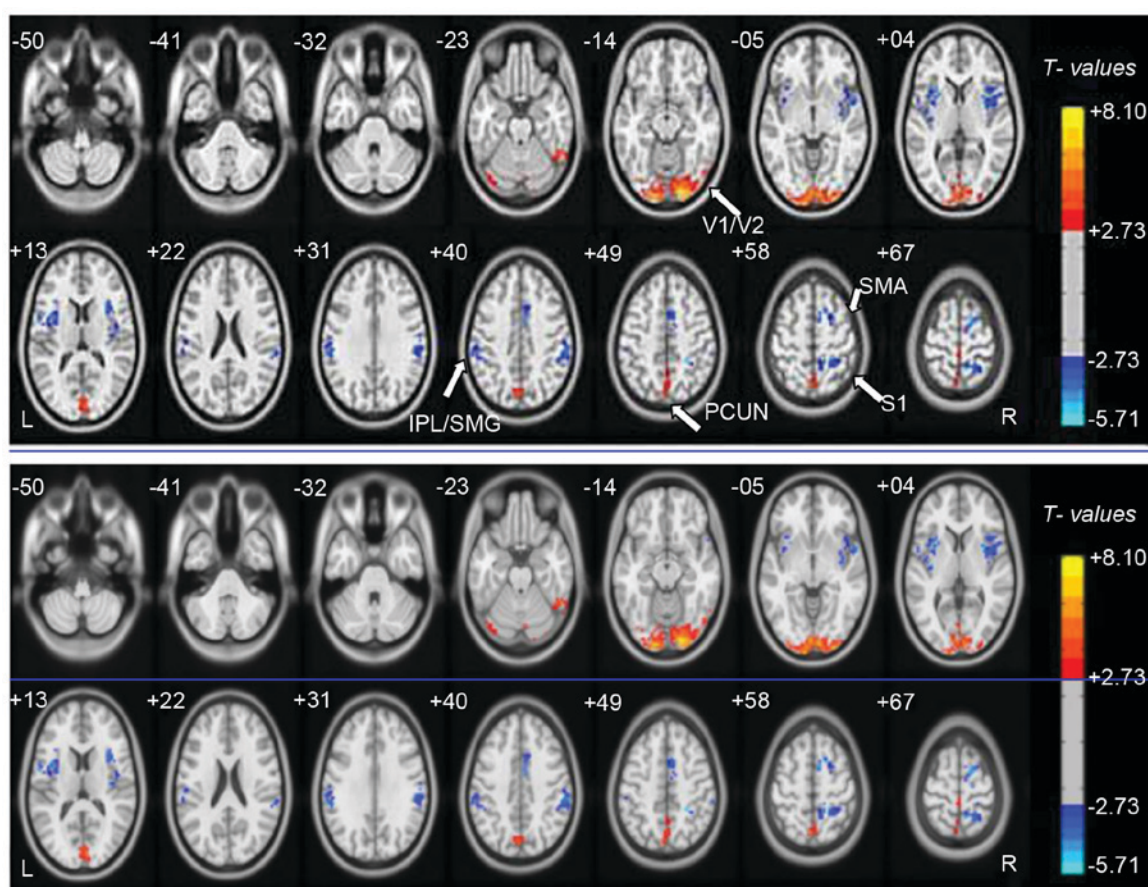 -50 -41 -32 -23 -14 -05 +04
T- values
+8.10
V1/V2
+2.73
+13 +22 +31 +40 +49 +58 +67
SMA
-2.73
IPL/SMG PCUN S1
L R
-5.71
-50 -41 -32 -23 -14 -05 +04
T- values
+8.10
+2.73
+13 +22 +31 +40 +49 +58 +67
-2.73
L R
-5.71